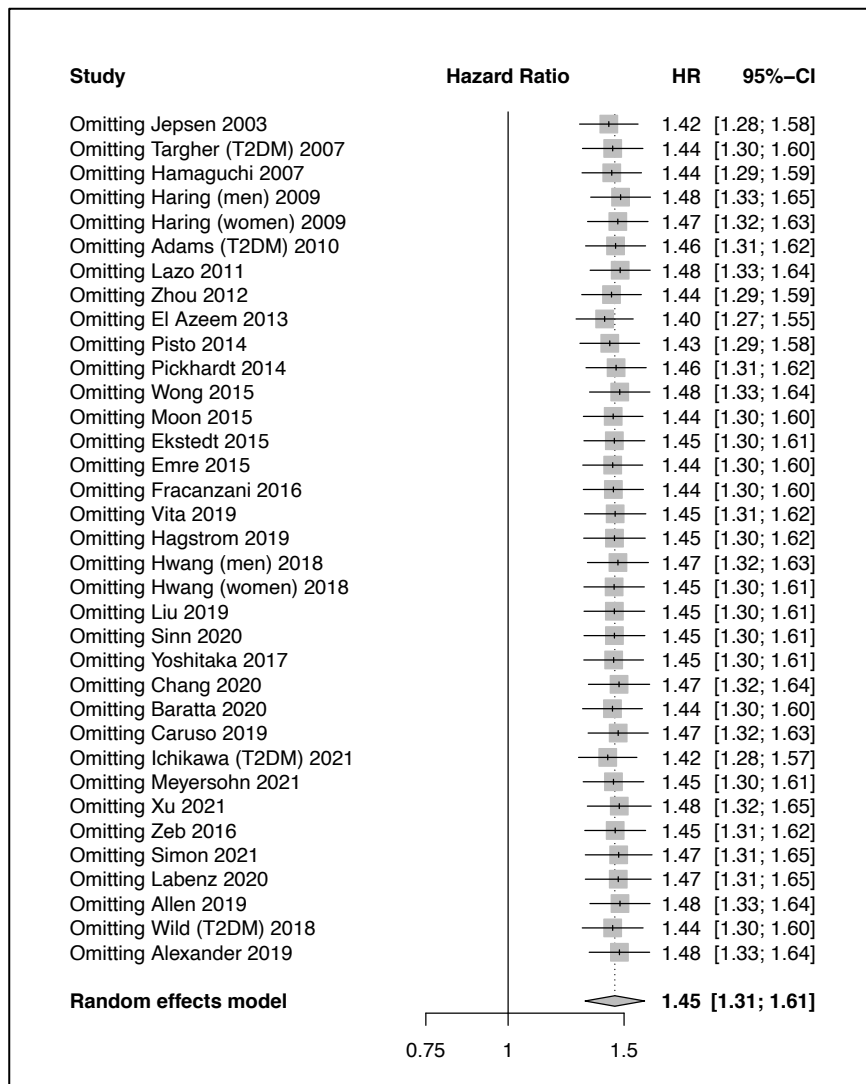 Study Hazard Ratio HR 95%−CI
Omitting Jepsen 2003 1.42 [1.28; 1.58]
Omitting Targher (T2DM) 2007 1.44 [1.30; 1.60]
Omitting Hamaguchi 2007 1.44 [1.29; 1.59]
Omitting Haring (men) 2009 1.48 [1.33; 1.65]
Omitting Haring (women) 2009 1.47 [1.32; 1.63]
Omitting Adams (T2DM) 2010 1.46 [1.31; 1.62]
Omitting Lazo 2011 1.48 [1.33; 1.64]
Omitting Zhou 2012 1.44 [1.29; 1.59]
Omitting El Azeem 2013 1.40 [1.27; 1.55]
Omitting Pisto 2014 1.43 [1.29; 1.58]
Omitting Pickhardt 2014 1.46 [1.31; 1.62]
Omitting Wong 2015 1.48 [1.33; 1.64]
Omitting Moon 2015 1.44 [1.30; 1.60]
Omitting Ekstedt 2015 1.45 [1.30; 1.61]
Omitting Emre 2015 1.44 [1.30; 1.60]
Omitting Fracanzani 2016 1.44 [1.30; 1.60]
Omitting Vita 2019 1.45 [1.31; 1.62]
Omitting Hagstrom 2019 1.45 [1.30; 1.62]
Omitting Hwang (men) 2018 1.47 [1.32; 1.63]
Omitting Hwang (women) 2018 1.45 [1.30; 1.61]
Omitting Liu 2019 1.45 [1.30; 1.61]
Omitting Sinn 2020 1.45 [1.30; 1.61]
Omitting Yoshitaka 2017 1.45 [1.30; 1.61]
Omitting Chang 2020 1.47 [1.32; 1.64]
Omitting Baratta 2020 1.44 [1.30; 1.60]
Omitting Caruso 2019 1.47 [1.32; 1.63]
Omitting Ichikawa (T2DM) 2021 1.42 [1.28; 1.57]
Omitting Meyersohn 2021 1.45 [1.30; 1.61]
Omitting Xu 2021 1.48 [1.32; 1.65]
Omitting Zeb 2016 1.45 [1.31; 1.62]
Omitting Simon 2021 1.47 [1.31; 1.65]
Omitting Labenz 2020 1.47 [1.31; 1.65]
Omitting Allen 2019 1.48 [1.33; 1.64]
Omitting Wild (T2DM) 2018 1.44 [1.30; 1.60]
Omitting Alexander 2019 1.48 [1.33; 1.64]
Random effects model 1.45 [1.31; 1.61]
0.75 1 1.5